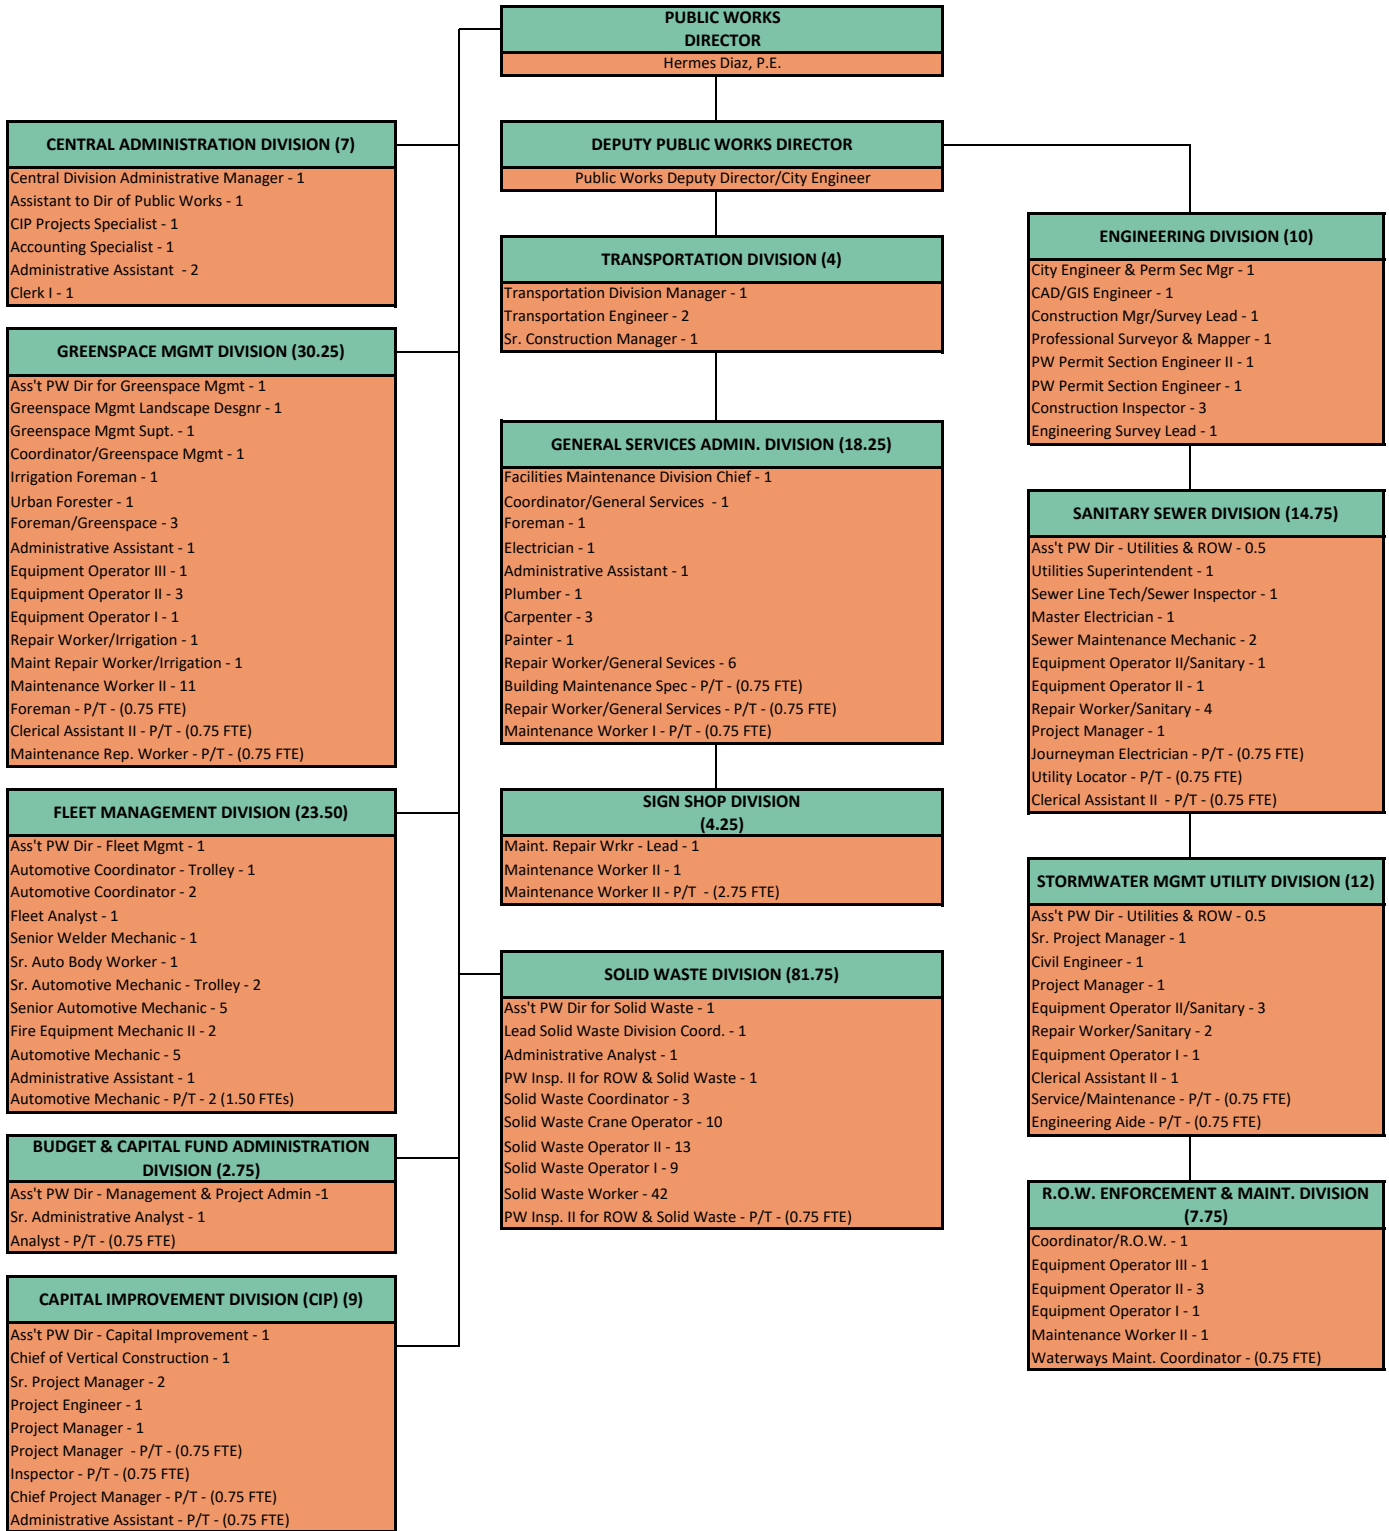 PUBLIC WORKS
DIRECTOR
Hermes Diaz, P.E.
CENTRAL ADMINISTRATION DIVISION (7)
Central Division Administrative Manager - 1
Assistant to Dir of Public Works - 1
CIP Projects Specialist - 1
Accounting Specialist - 1
Administrative Assistant - 2
Clerk I - 1
GREENSPACE MGMT DIVISION (30.25)
Ass't PW Dir for Greenspace Mgmt - 1
Greenspace Mgmt Landscape Desgnr - 1
Greenspace Mgmt Supt. - 1
Coordinator/Greenspace Mgmt - 1
Irrigation Foreman - 1
Urban Forester - 1
Foreman/Greenspace - 3
Administrative Assistant - 1
Equipment Operator III - 1
Equipment Operator II - 3
Equipment Operator I - 1
Repair Worker/Irrigation - 1
Maint Repair Worker/Irrigation - 1
Maintenance Worker II - 11
Foreman - P/T - (0.75 FTE)
Clerical Assistant II - P/T - (0.75 FTE)
Maintenance Rep. Worker - P/T - (0.75 FTE)
FLEET MANAGEMENT DIVISION (23.50)
Ass't PW Dir - Fleet Mgmt - 1
Automotive Coordinator - Trolley - 1
Automotive Coordinator - 2
Fleet Analyst - 1
Senior Welder Mechanic - 1
Sr. Auto Body Worker - 1
Sr. Automotive Mechanic - Trolley - 2
Senior Automotive Mechanic - 5
Fire Equipment Mechanic II - 2
Automotive Mechanic - 5
Administrative Assistant - 1
Automotive Mechanic - P/T - 2 (1.50 FTEs)
BUDGET & CAPITAL FUND ADMINISTRATION
DIVISION (2.75)
Ass't PW Dir - Management & Project Admin -1
Sr. Administrative Analyst - 1
Analyst - P/T - (0.75 FTE)
CAPITAL IMPROVEMENT DIVISION (CIP) (9)
Ass't PW Dir - Capital Improvement - 1
Chief of Vertical Construction - 1
Sr. Project Manager - 2
Project Engineer - 1
Project Manager - 1
Project Manager - P/T - (0.75 FTE)
Inspector - P/T - (0.75 FTE)
Chief Project Manager - P/T - (0.75 FTE)
Administrative Assistant - P/T - (0.75 FTE)
DEPUTY PUBLIC WORKS DIRECTOR
Public Works Deputy Director/City Engineer
TRANSPORTATION DIVISION (4)
Transportation Division Manager - 1
Transportation Engineer - 2
Sr. Construction Manager - 1
GENERAL SERVICES ADMIN. DIVISION (18.25)
Facilities Maintenance Division Chief - 1
Coordinator/General Services - 1
Foreman - 1
Electrician - 1
Administrative Assistant - 1
Plumber - 1
Carpenter - 3
Painter - 1
Repair Worker/General Sevices - 6
Building Maintenance Spec - P/T - (0.75 FTE)
Repair Worker/General Services - P/T - (0.75 FTE)
Maintenance Worker I - P/T - (0.75 FTE)
SIGN SHOP DIVISION
(4.25)
Maint. Repair Wrkr - Lead - 1
Maintenance Worker II - 1
Maintenance Worker II - P/T - (2.75 FTE)
SOLID WASTE DIVISION (81.75)
Ass't PW Dir for Solid Waste - 1
Lead Solid Waste Division Coord. - 1
Administrative Analyst - 1
PW Insp. II for ROW & Solid Waste - 1
Solid Waste Coordinator - 3
Solid Waste Crane Operator - 10
Solid Waste Operator II - 13
Solid Waste Operator I - 9
Solid Waste Worker - 42
PW Insp. II for ROW & Solid Waste - P/T - (0.75 FTE)
ENGINEERING DIVISION (10)
City Engineer & Perm Sec Mgr - 1
CAD/GIS Engineer - 1
Construction Mgr/Survey Lead - 1
Professional Surveyor & Mapper - 1
PW Permit Section Engineer II - 1
PW Permit Section Engineer - 1
Construction Inspector - 3
Engineering Survey Lead - 1
SANITARY SEWER DIVISION (14.75)
Ass't PW Dir - Utilities & ROW - 0.5
Utilities Superintendent - 1
Sewer Line Tech/Sewer Inspector - 1
Master Electrician - 1
Sewer Maintenance Mechanic - 2
Equipment Operator II/Sanitary - 1
Equipment Operator II - 1
Repair Worker/Sanitary - 4
Project Manager - 1
Journeyman Electrician - P/T - (0.75 FTE)
Utility Locator - P/T - (0.75 FTE)
Clerical Assistant II - P/T - (0.75 FTE)
STORMWATER MGMT UTILITY DIVISION (12)
Ass't PW Dir - Utilities & ROW - 0.5
Sr. Project Manager - 1
Civil Engineer - 1
Project Manager - 1
Equipment Operator II/Sanitary - 3
Repair Worker/Sanitary - 2
Equipment Operator I - 1
Clerical Assistant II - 1
Service/Maintenance - P/T - (0.75 FTE)
Engineering Aide - P/T - (0.75 FTE)
R.O.W. ENFORCEMENT & MAINT. DIVISION
(7.75)
Coordinator/R.O.W. - 1
Equipment Operator III - 1
Equipment Operator II - 3
Equipment Operator I - 1
Maintenance Worker II - 1
Waterways Maint. Coordinator - (0.75 FTE)